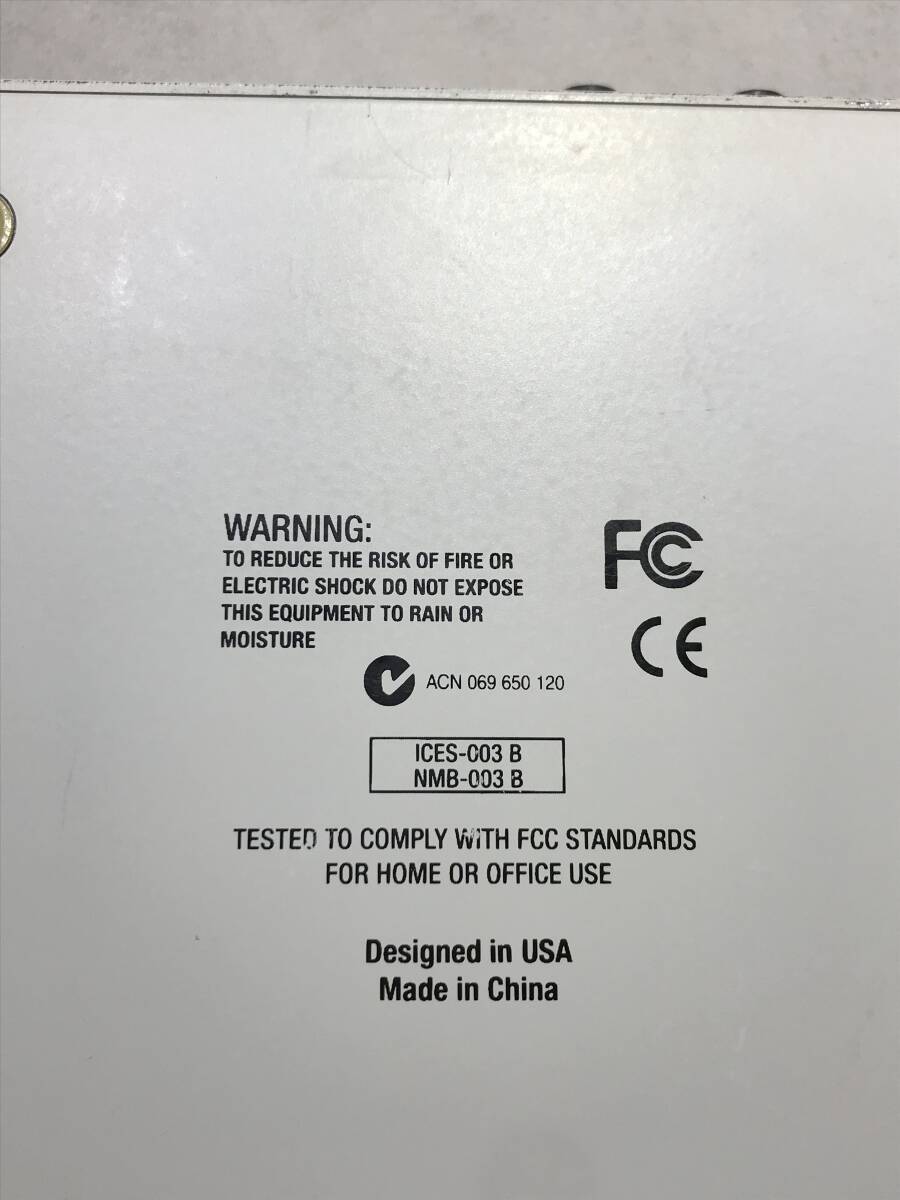 WARNING:
TO REDUCE THE RISK OF FIRE OR
ELECTRIC SHOCK DO NOT EXPOSE
THIS EQUIPMENT TO RAIN OR
MOISTURE
FC
CE
ACN 069 650 120
ICES-003 B
NMB-003 B
TESTED TO COMPLY WITH FCC STANDARDS
FOR HOME OR OFFICE USE
Designed in USA
Made in China